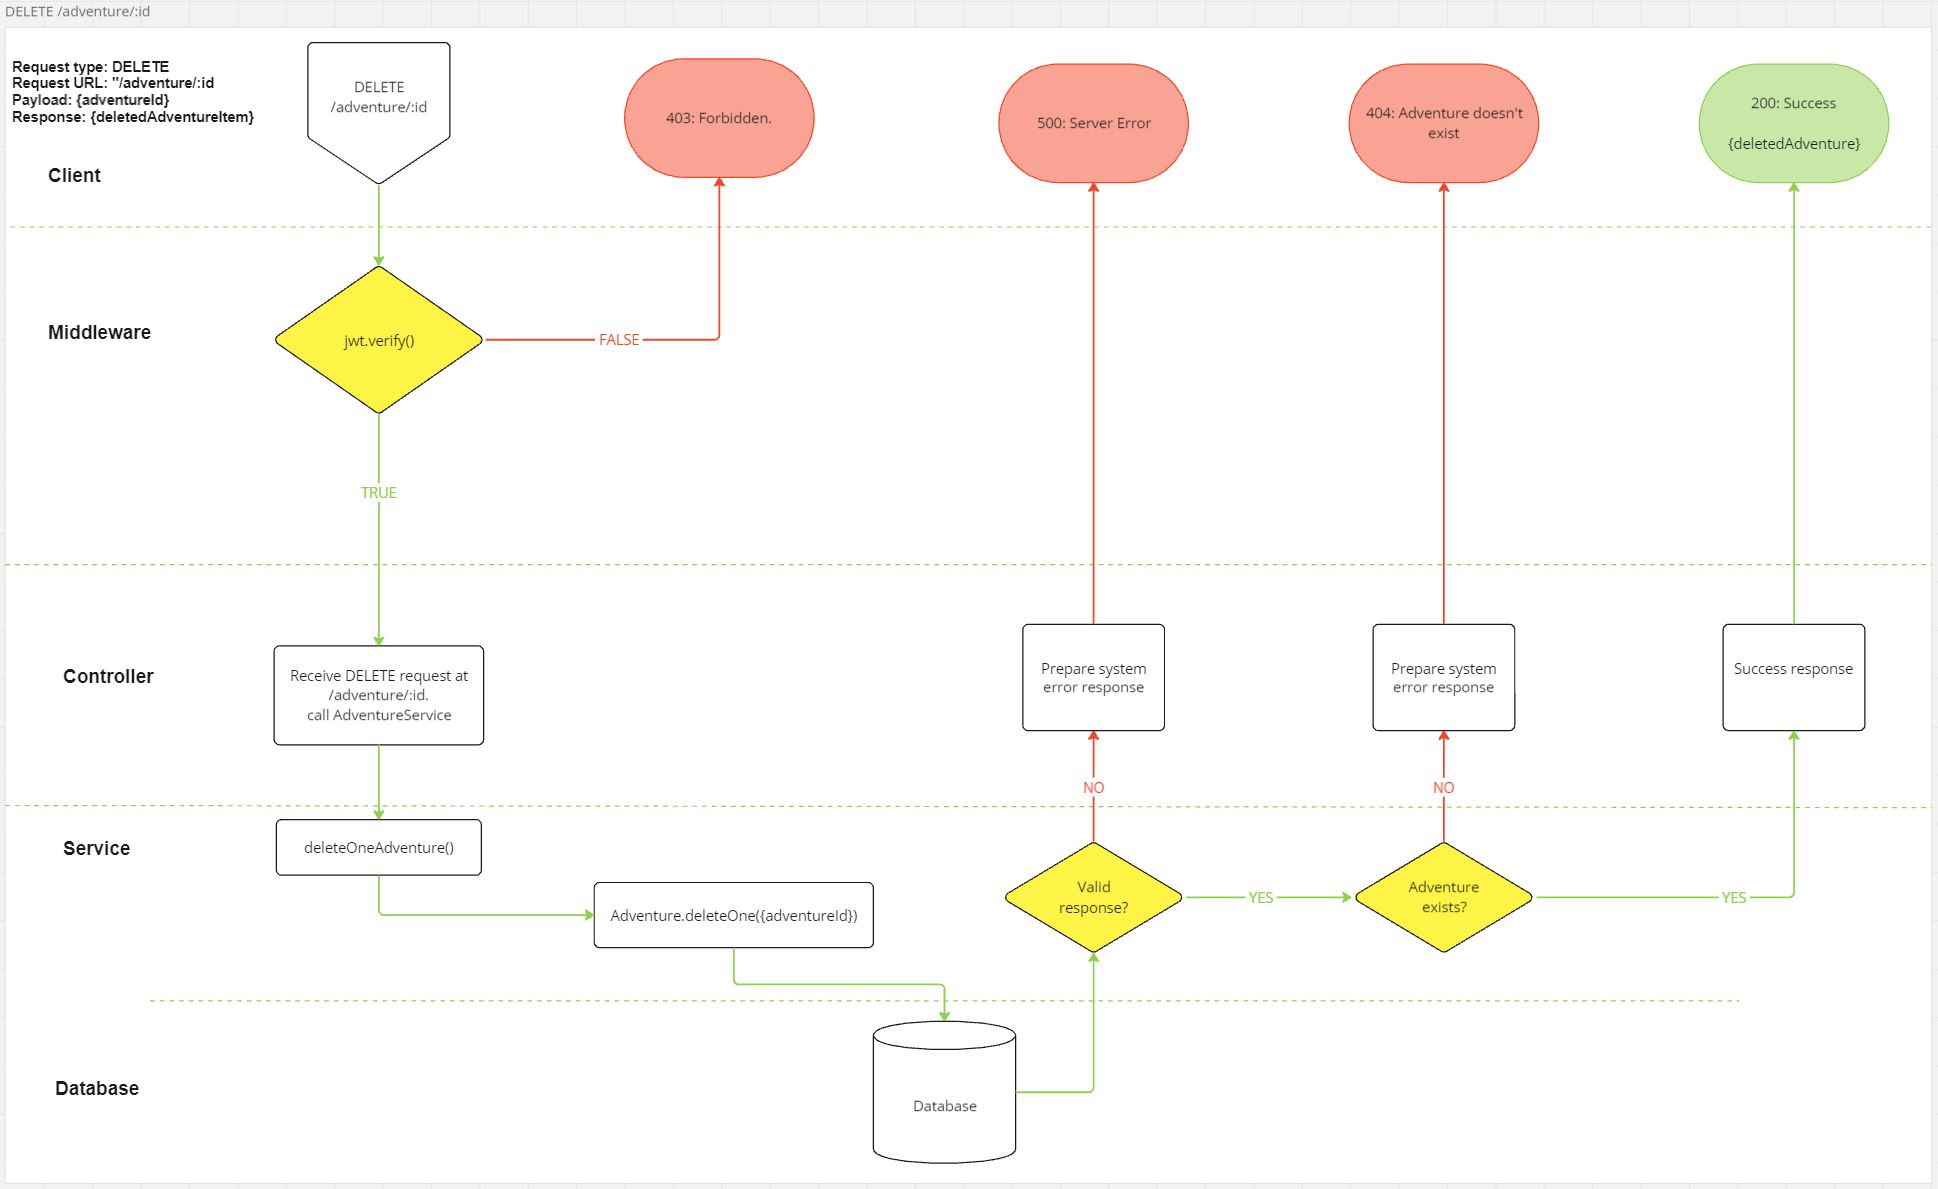 DELETE /adventure/:id
Request type: DELETE
Request URL: "/adventure/:id
Payload: {adventureId}
Response: {deletedAdventureItem}
DELETE
/adventure/:id
403: Forbidden.
500: Server Error
404: Adventure doesn't
exist
200: Success
{deletedAdventure}
Client
Middleware
jwt.verify()
FALSE
TRUE
Controller
Receive DELETE request at
/adventure/:id.
call AdventureService
Prepare system
error response
Prepare system
error response
Success response
NO
NO
Service
deleteOneAdventure()
Adventure.deleteOne({adventureId})
Valid
response?
YES
Adventure
exists?
YES
Database
Database